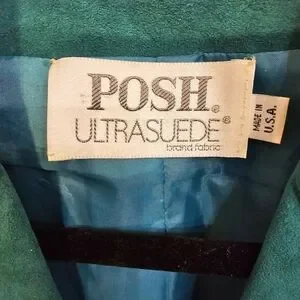 POSH®
ULTRASUEDE®
brand fabric
MADE IN
U.S.A.